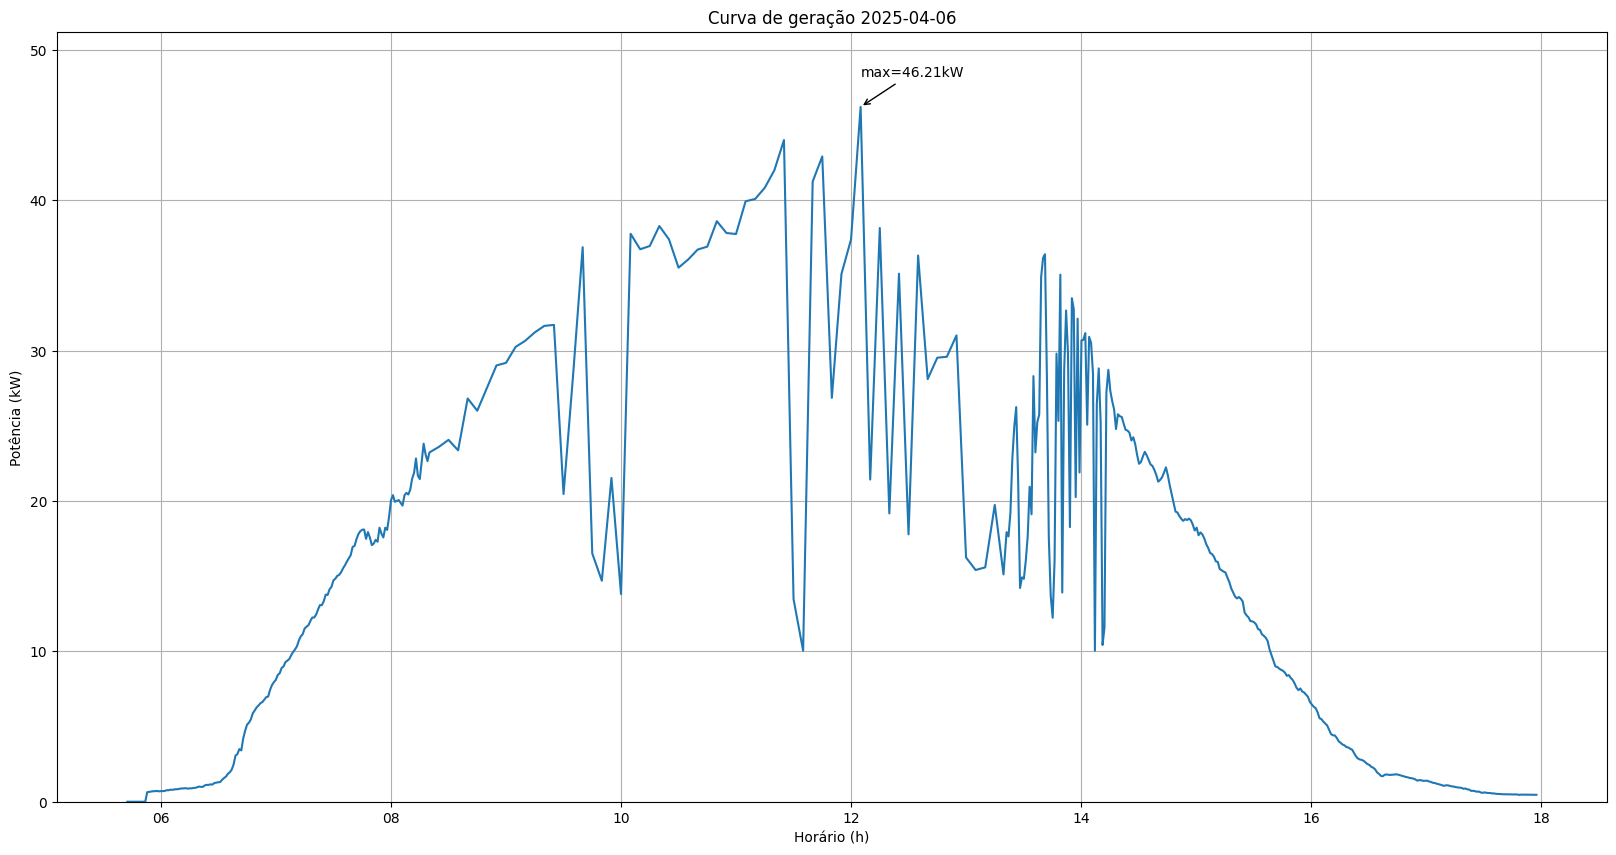 Curva de geração 2025-04-06
50
max=46.21kW
40
30
Potência (kW)
20
10
0
06 08 10 12 14 16 18
Horário (h)